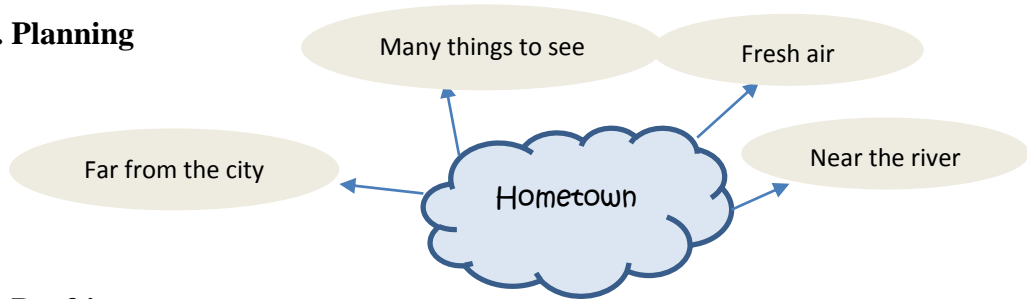 . Planning
Many things to see
Fresh air
Far from the city
Near the river
Hometown